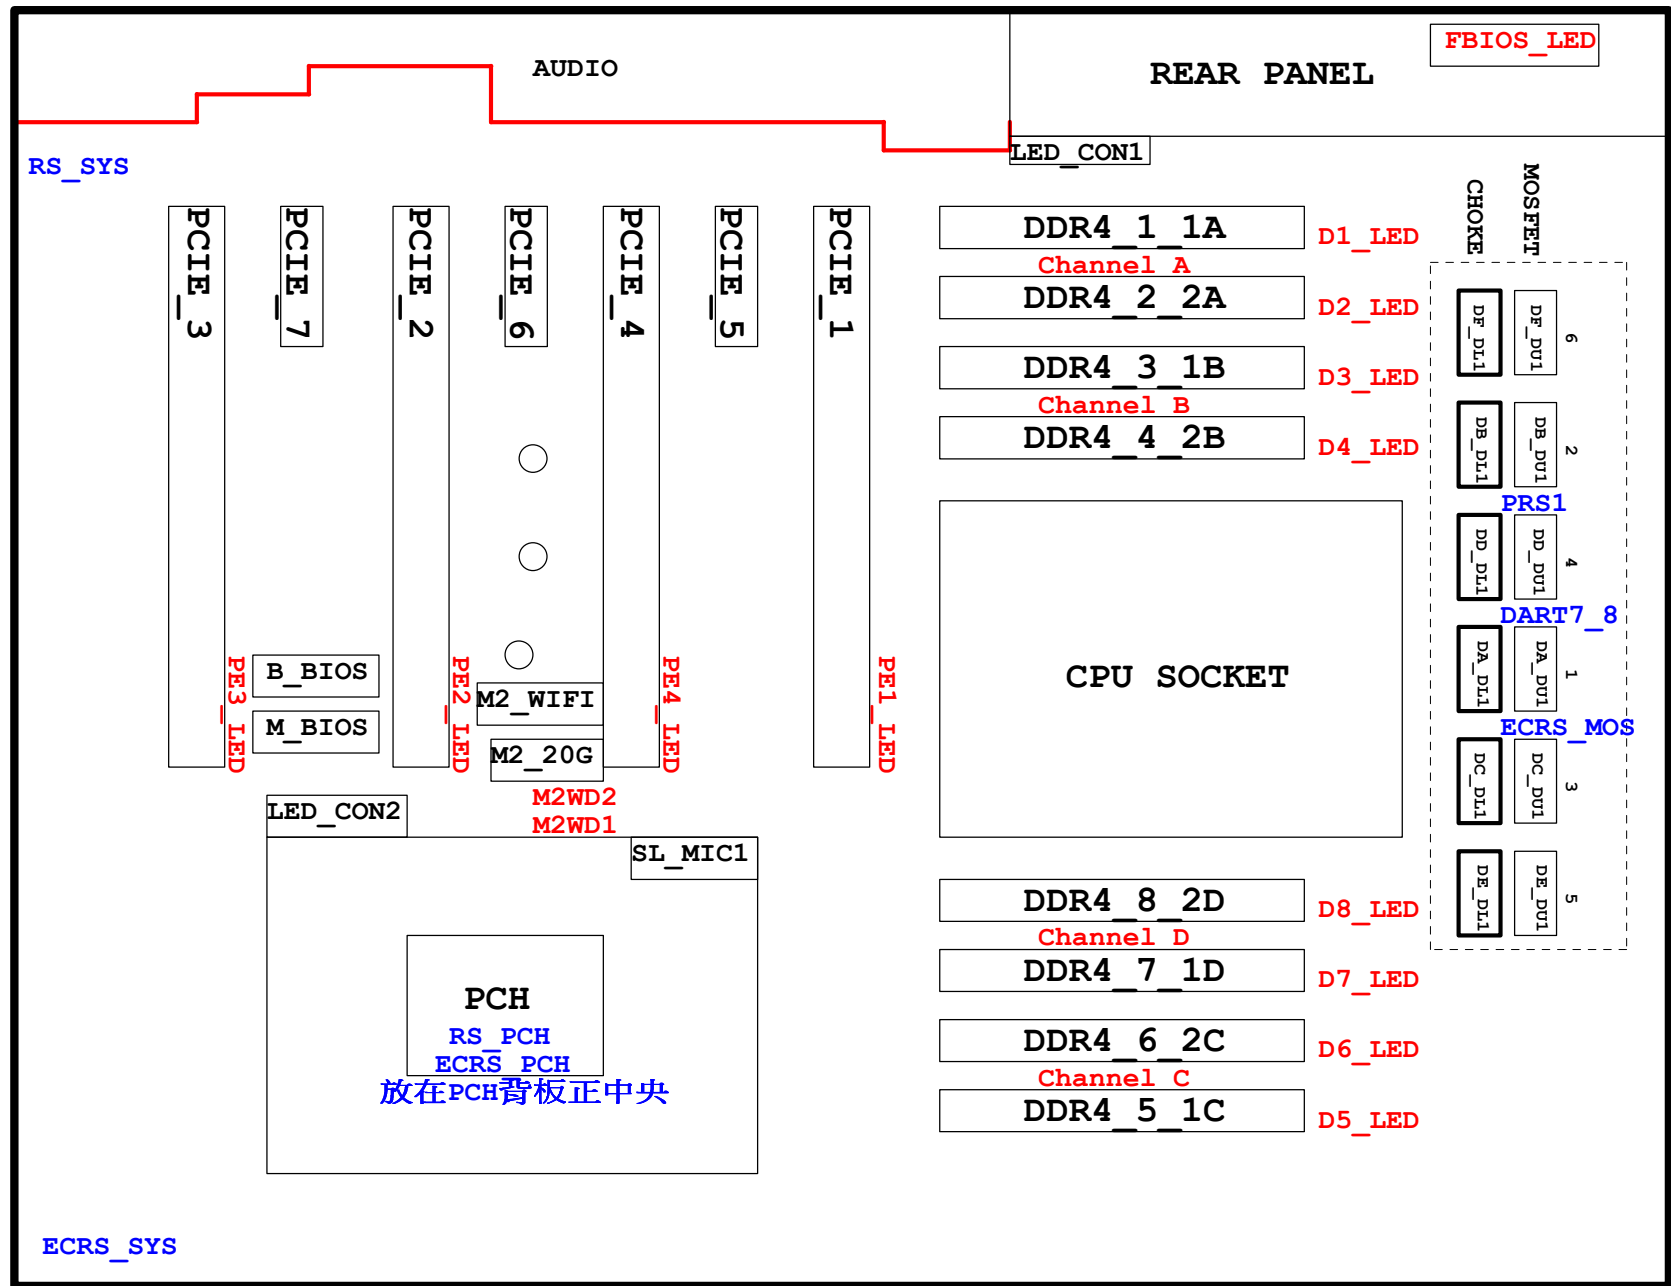 FBIOS_LED
AUDIO
REAR PANEL
LED_CON1
RS_SYS
PCIE_3
PCIE_7
PCIE_2
PCIE_6
PCIE_4
PCIE_5
PCIE_1
DDR4_1_1A
D1_LED
Channel A
DDR4_2_2A
D2_LED
DDR4_3_1B
D3_LED
Channel B
DDR4_4_2B
D4_LED
CHOKE
MOSFET
DF_DL1
DF_DU1
6
DB_DL1
DB_DU1
2
PRS1
DD_DL1
DD_DU1
4
DART7_8
DA_DL1
DA_DU1
1
ECRS_MOS
DC_DL1
DC_DU1
3
DE_DL1
DE_DU1
5
CPU SOCKET
PE3_LED
B_BIOS
M_BIOS
PE2_LED
M2_WIFI
M2_20G
PE4_LED
PE1_LED
M2WD2
M2WD1
LED_CON2
SL_MIC1
PCH
RS_PCH
ECRS_PCH
放在PCH背板正中央
DDR4_8_2D
D8_LED
Channel D
DDR4_7_1D
D7_LED
DDR4_6_2C
D6_LED
Channel C
DDR4_5_1C
D5_LED
ECRS_SYS